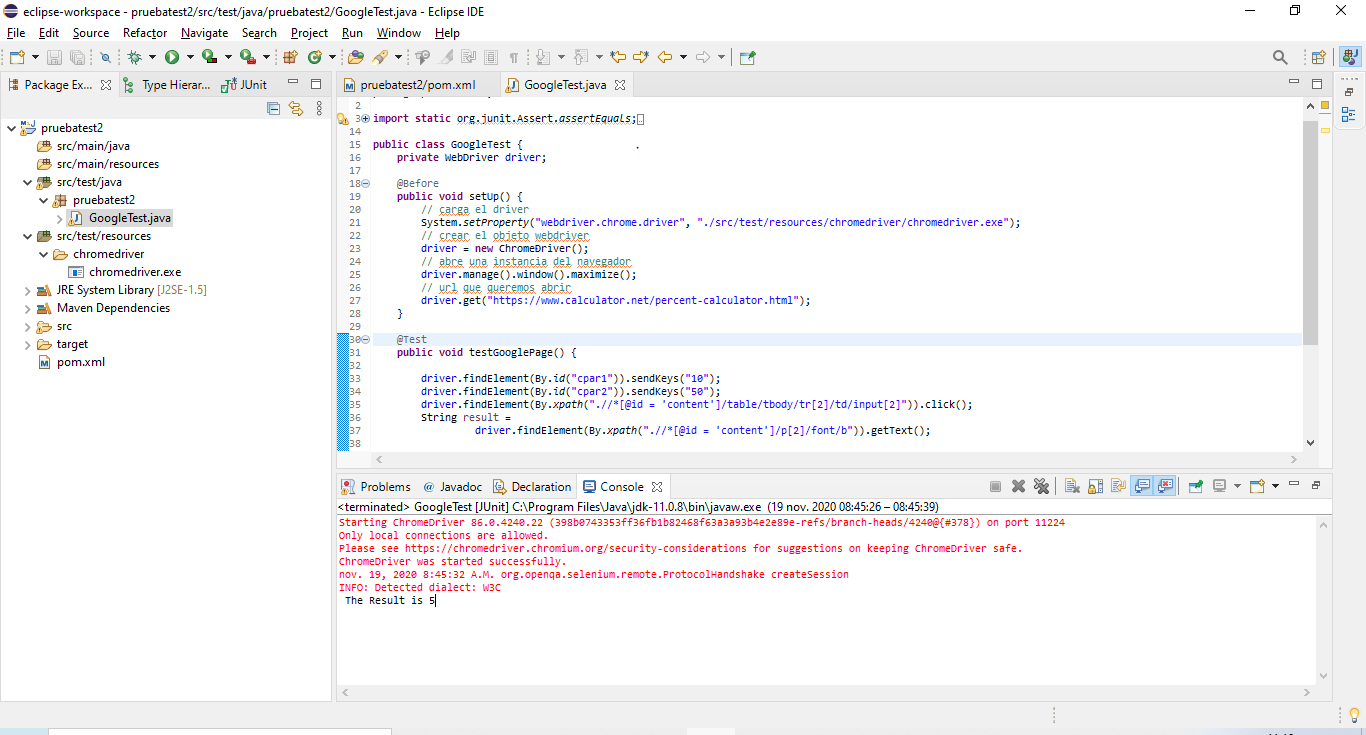 eclipse-workspace - pruebatest2/src/test/java/pruebatest2/GoogleTest.java - Eclipse IDE
File Edit Source Refactor Navigate Search Project Run Window Help
Package Ex... Type Hierar... JUnit
pruebatest2
src/main/java
src/main/resources
src/test/java
pruebatest2
GoogleTest.java
src/test/resources
chromedriver
chromedriver.exe
JRE System Library [J2SE-1.5]
Maven Dependencies
src
target
pom.xml
pruebatest2/pom.xml GoogleTest.java
2
3 import static org.junit.Assert.assertEquals;
14
15 public class GoogleTest {
16 private WebDriver driver;
17
18 @Before
19 public void setUp() {
20 // carga el driver
21 System.setProperty("webdriver.chrome.driver", "./src/test/resources/chromedriver/chromedriver.exe");
22 // crear el objeto webdriver
23 driver = new ChromeDriver();
24 // abre una instancia del navegador
25 driver.manage().window().maximize();
26 // url que queremos abrir
27 driver.get("https://www.calculator.net/percent-calculator.html");
28 }
29
30 @Test
31 public void testGooglePage() {
32
33 driver.findElement(By.id("cpar1")).sendKeys("10");
34 driver.findElement(By.id("cpar2")).sendKeys("50");
35 driver.findElement(By.xpath(".//*[@id = 'content']/table/tbody/tr[2]/td/input[2]")).click();
36 String result =
37 driver.findElement(By.xpath(".//*[@id = 'content']/p[2]/font/b")).getText();
38
Problems Javadoc Declaration Console
<terminated> GoogleTest [JUnit] C:\Program Files\Java\jdk-11.0.8\bin\javaw.exe (19 nov. 2020 08:45:26 – 08:45:39)
Starting ChromeDriver 86.0.4240.22 (398b0743353ff36fb1b82468f63a3a93b4e2e89e-refs/branch-heads/4240@{#378}) on port 11224
Only local connections are allowed.
Please see https://chromedriver.chromium.org/security-considerations for suggestions on keeping ChromeDriver safe.
ChromeDriver was started successfully.
nov. 19, 2020 8:45:32 A.M. org.openqa.selenium.remote.ProtocolHandshake createSession
INFO: Detected dialect: W3C
The Result is 5